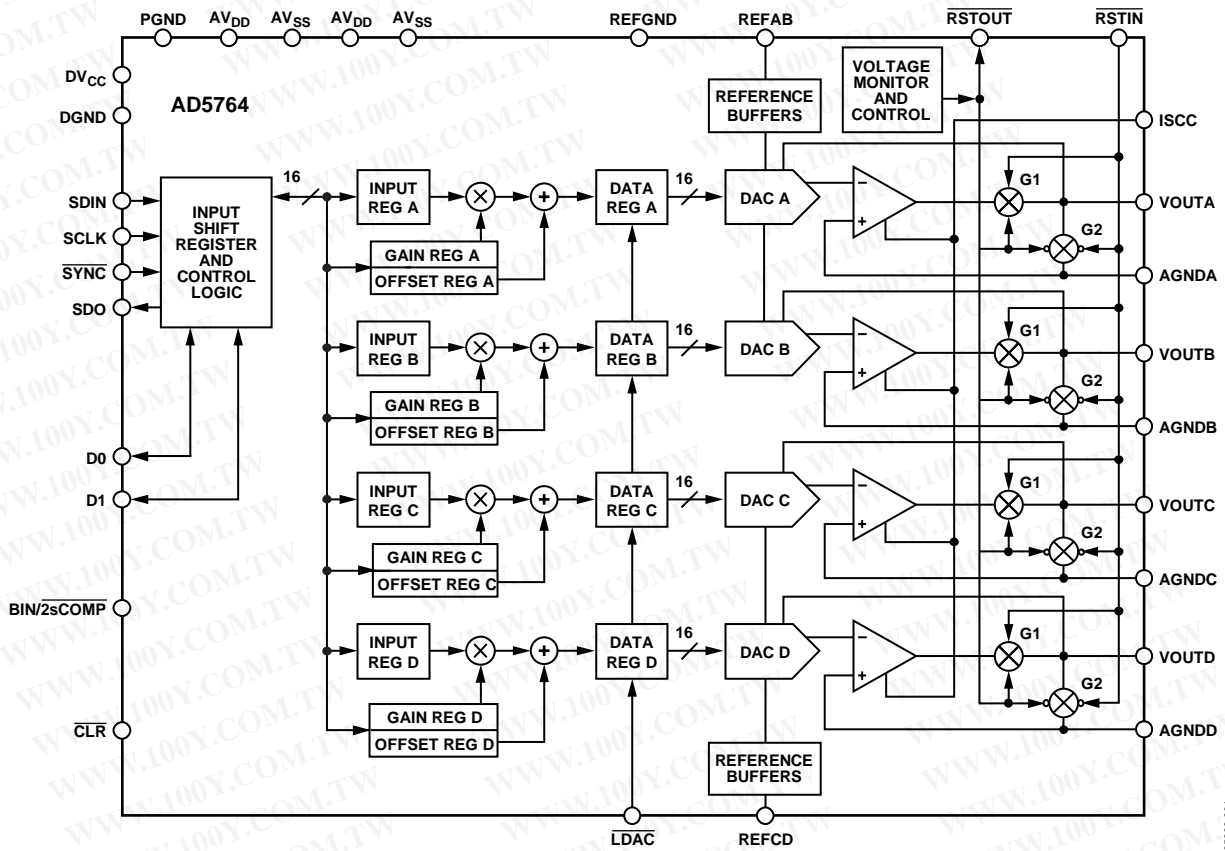 PGND AVDD AVSS AVDD AVSS REFGND REFAB RSTOUT RSTIN
DVCC
DGND
AD5764
REFERENCE
BUFFERS
VOLTAGE
MONITOR
AND
CONTROL
ISCC
SDIN
SCLK
SYNC
SDO
INPUT
SHIFT
REGISTER
AND
CONTROL
LOGIC
16
INPUT
REG A
×
+
DATA
REG A
16
DAC A
−
+
G1
G2
VOUTA
AGNDA
GAIN REG A
OFFSET REG A
INPUT
REG B
×
+
DATA
REG B
16
DAC B
−
+
G1
G2
VOUTB
AGNDB
GAIN REG B
OFFSET REG B
D0
D1
INPUT
REG C
×
+
DATA
REG C
16
DAC C
−
+
G1
G2
VOUTC
AGNDC
GAIN REG C
OFFSET REG C
BIN/2sCOMP
INPUT
REG D
×
+
DATA
REG D
16
DAC D
−
+
G1
G2
VOUTD
AGNDD
GAIN REG D
OFFSET REG D
CLR
REFERENCE
BUFFERS
LDAC
REFCD
WWW.100Y.COM.TW